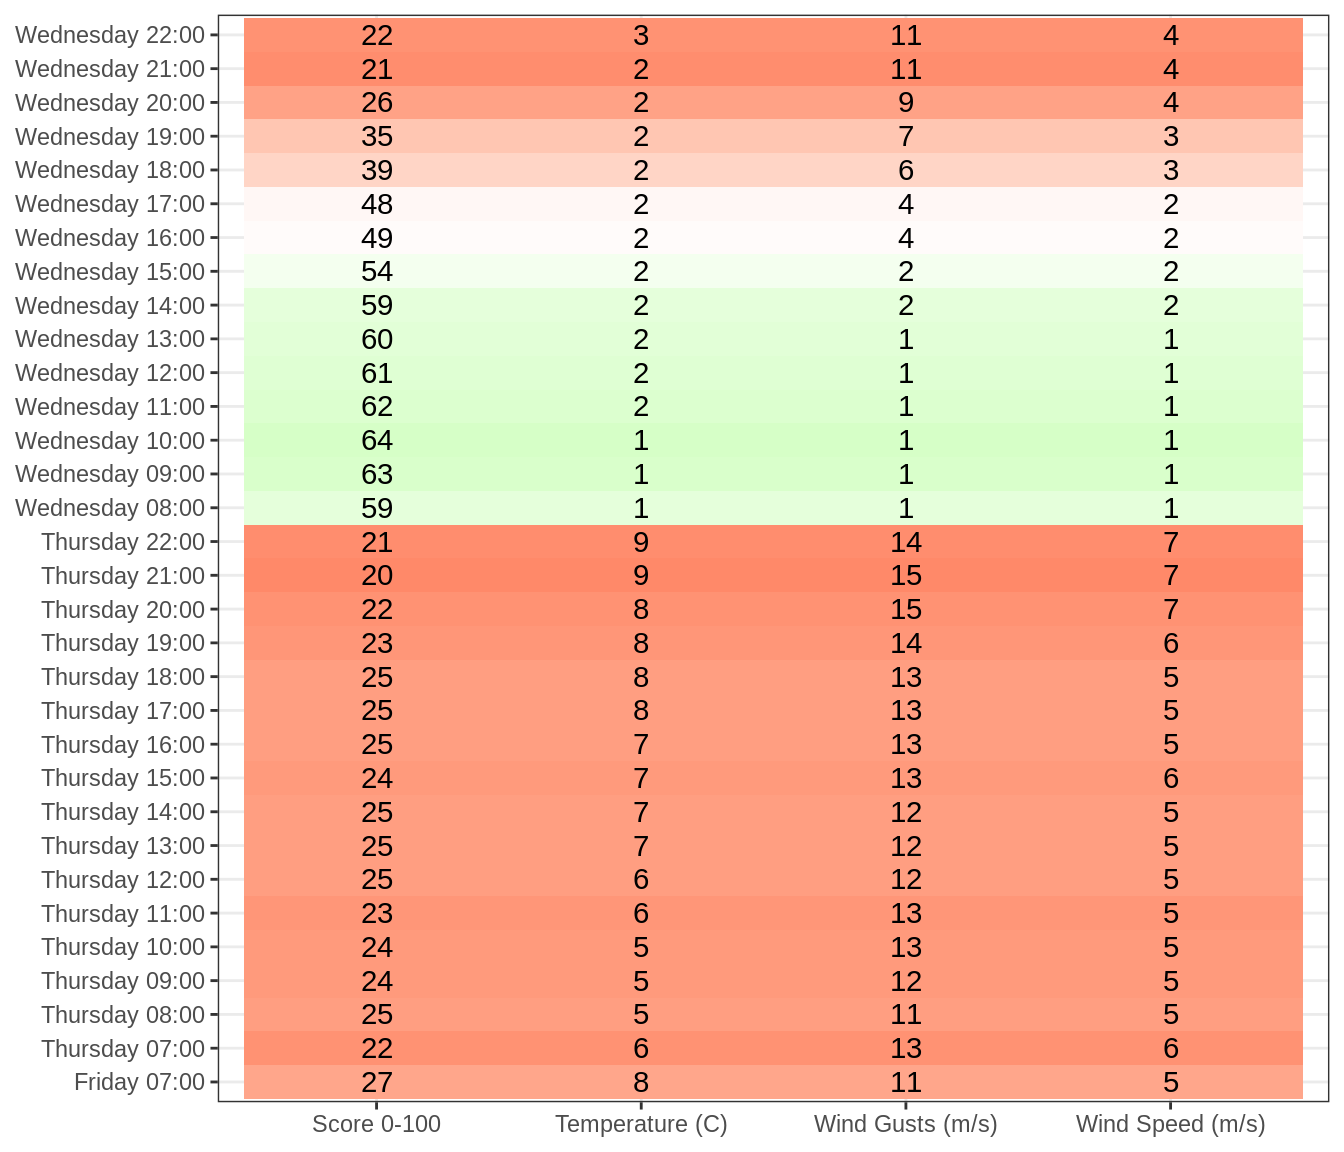 Wednesday 22:00 22 3 11 4
Wednesday 21:00 21 2 11 4
Wednesday 20:00 26 2 9 4
Wednesday 19:00 35 2 7 3
Wednesday 18:00 39 2 6 3
Wednesday 17:00 48 2 4 2
Wednesday 16:00 49 2 4 2
Wednesday 15:00 54 2 2 2
Wednesday 14:00 59 2 2 2
Wednesday 13:00 60 2 1 1
Wednesday 12:00 61 2 1 1
Wednesday 11:00 62 2 1 1
Wednesday 10:00 64 1 1 1
Wednesday 09:00 63 1 1 1
Wednesday 08:00 59 1 1 1
Thursday 22:00 21 9 14 7
Thursday 21:00 20 9 15 7
Thursday 20:00 22 8 15 7
Thursday 19:00 23 8 14 6
Thursday 18:00 25 8 13 5
Thursday 17:00 25 8 13 5
Thursday 16:00 25 7 13 5
Thursday 15:00 24 7 13 6
Thursday 14:00 25 7 12 5
Thursday 13:00 25 7 12 5
Thursday 12:00 25 6 12 5
Thursday 11:00 23 6 13 5
Thursday 10:00 24 5 13 5
Thursday 09:00 24 5 12 5
Thursday 08:00 25 5 11 5
Thursday 07:00 22 6 13 6
Friday 07:00 27 8 11 5
Score 0-100 Temperature (C) Wind Gusts (m/s) Wind Speed (m/s)